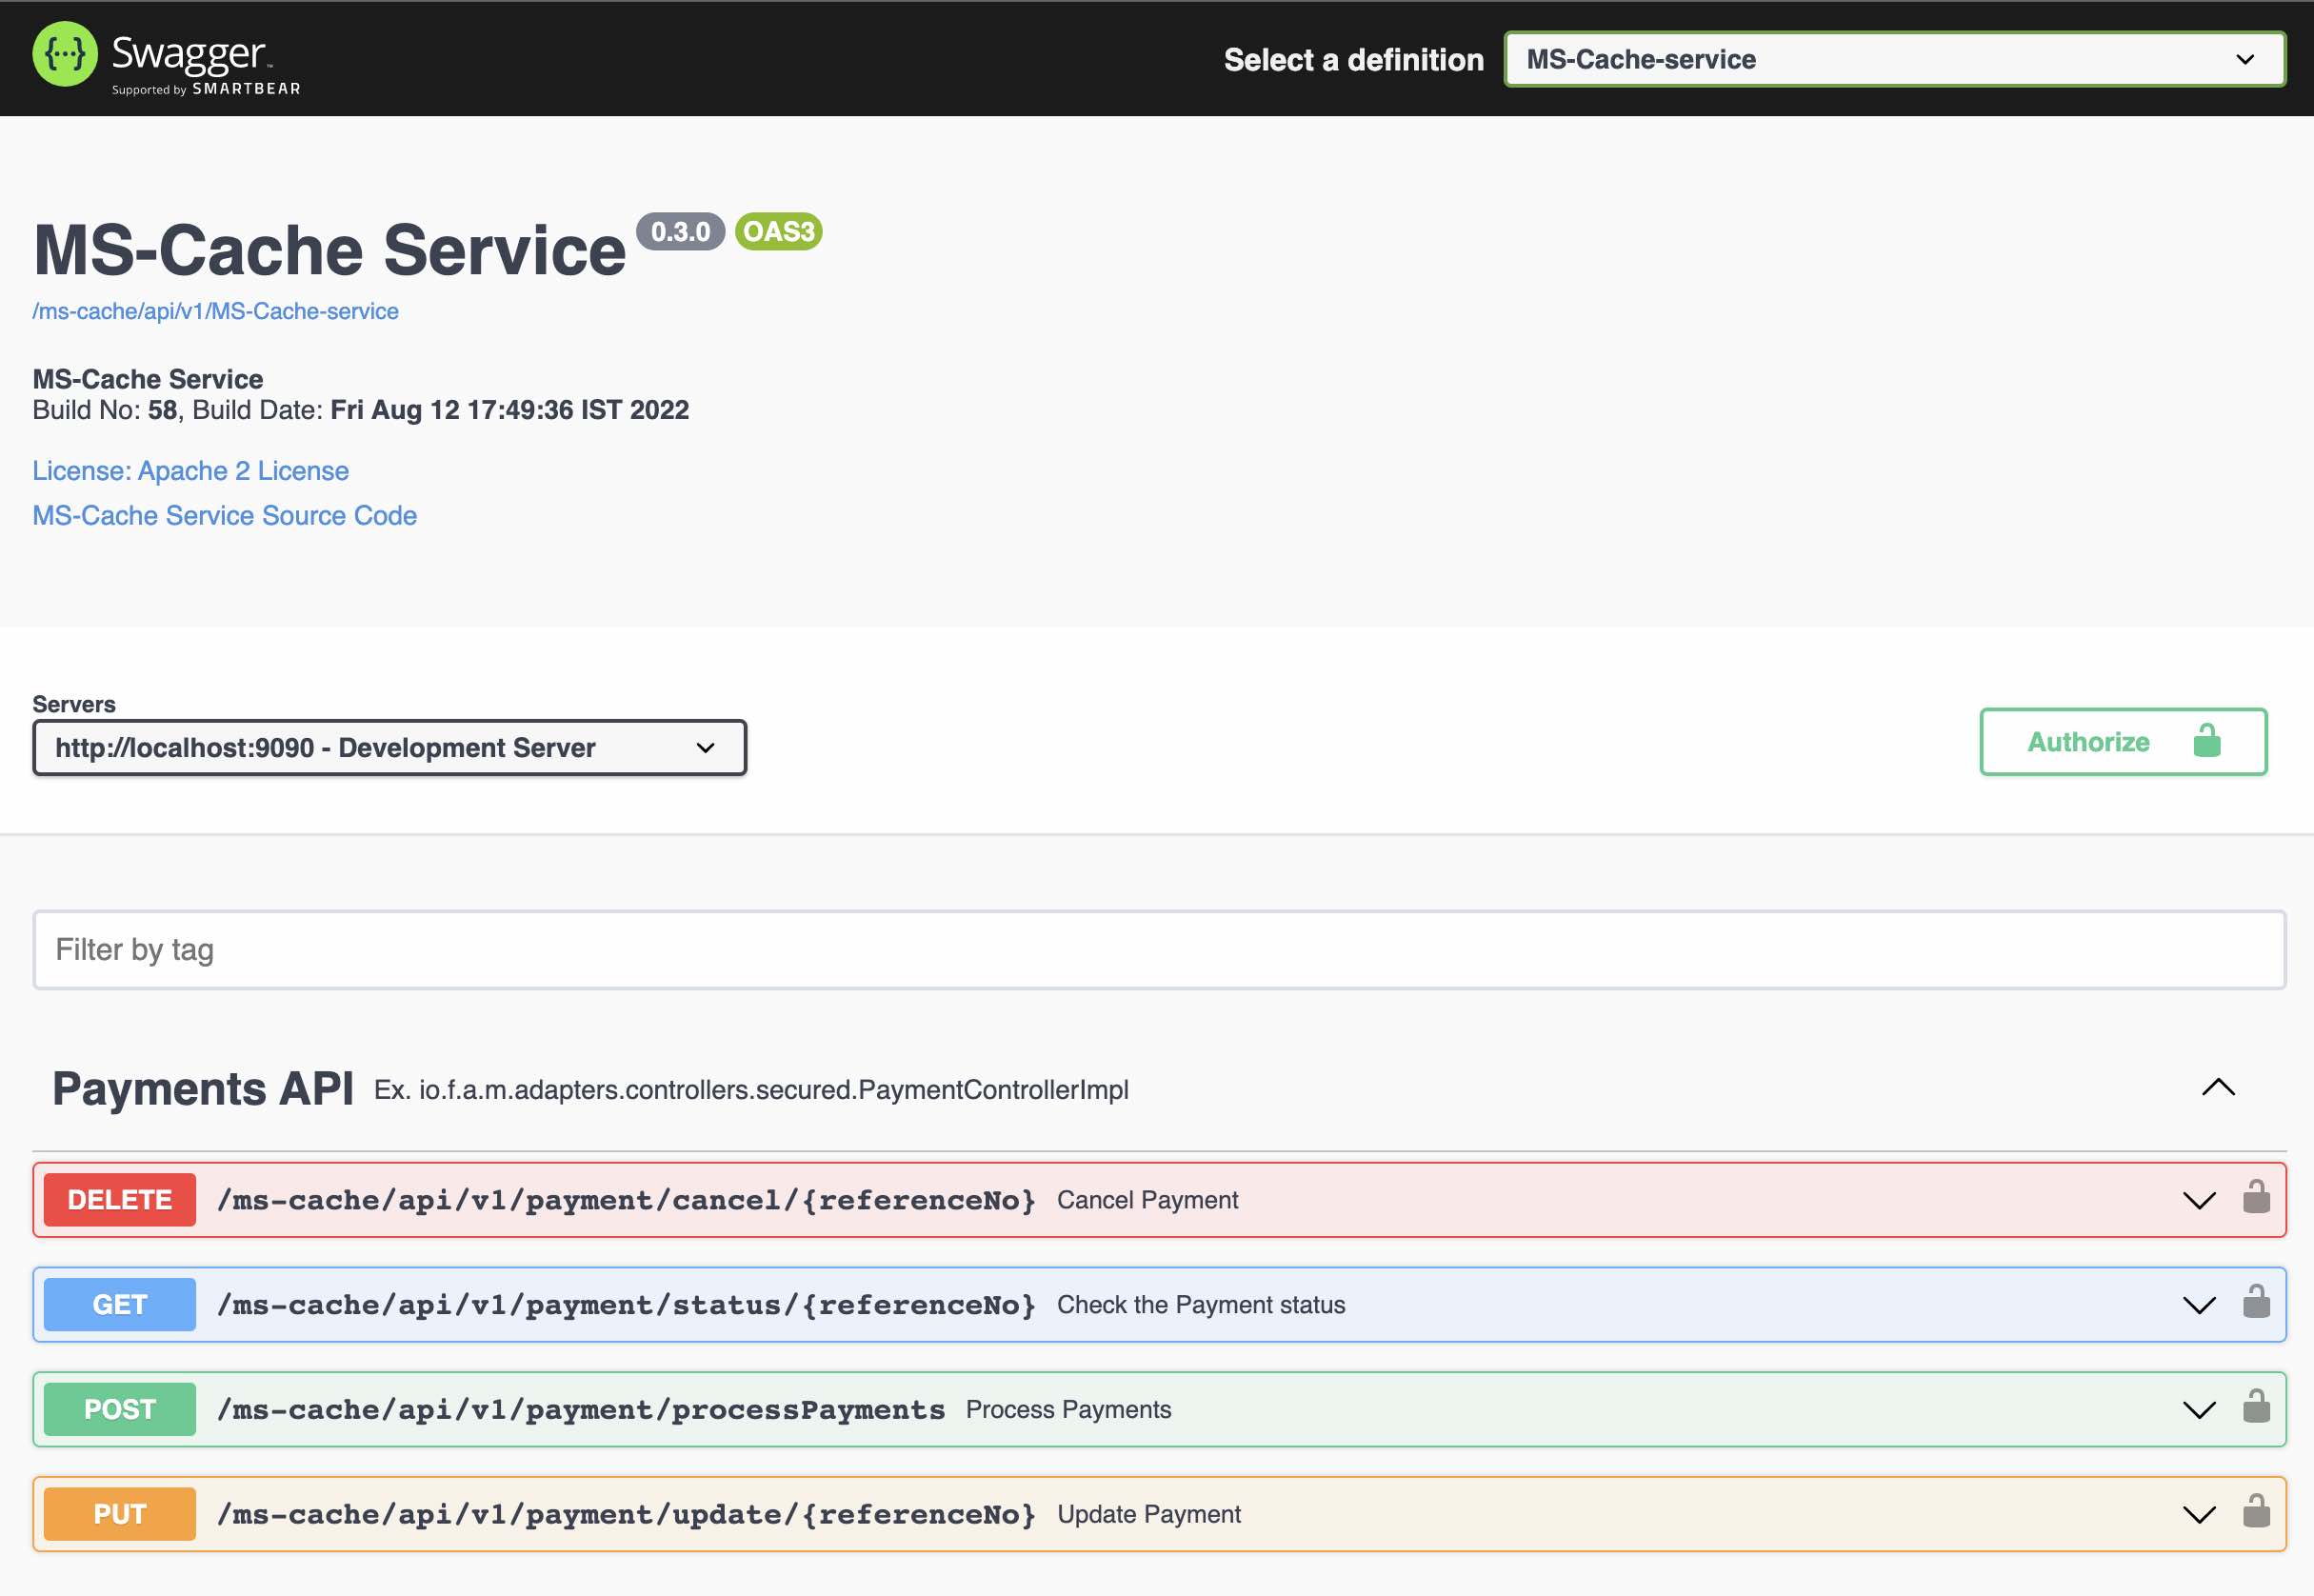 Swagger™
Supported by SMARTBEAR
Select a definition
MS-Cache-service
MS-Cache Service 0.3.0 OAS3
/ms-cache/api/v1/MS-Cache-service
MS-Cache Service
Build No: 58, Build Date: Fri Aug 12 17:49:36 IST 2022
License: Apache 2 License
MS-Cache Service Source Code
Servers
http://localhost:9090 - Development Server
Authorize
Filter by tag
Payments API Ex. io.f.a.m.adapters.controllers.secured.PaymentControllerImpl
DELETE /ms-cache/api/v1/payment/cancel/{referenceNo} Cancel Payment
GET /ms-cache/api/v1/payment/status/{referenceNo} Check the Payment status
POST /ms-cache/api/v1/payment/processPayments Process Payments
PUT /ms-cache/api/v1/payment/update/{referenceNo} Update Payment